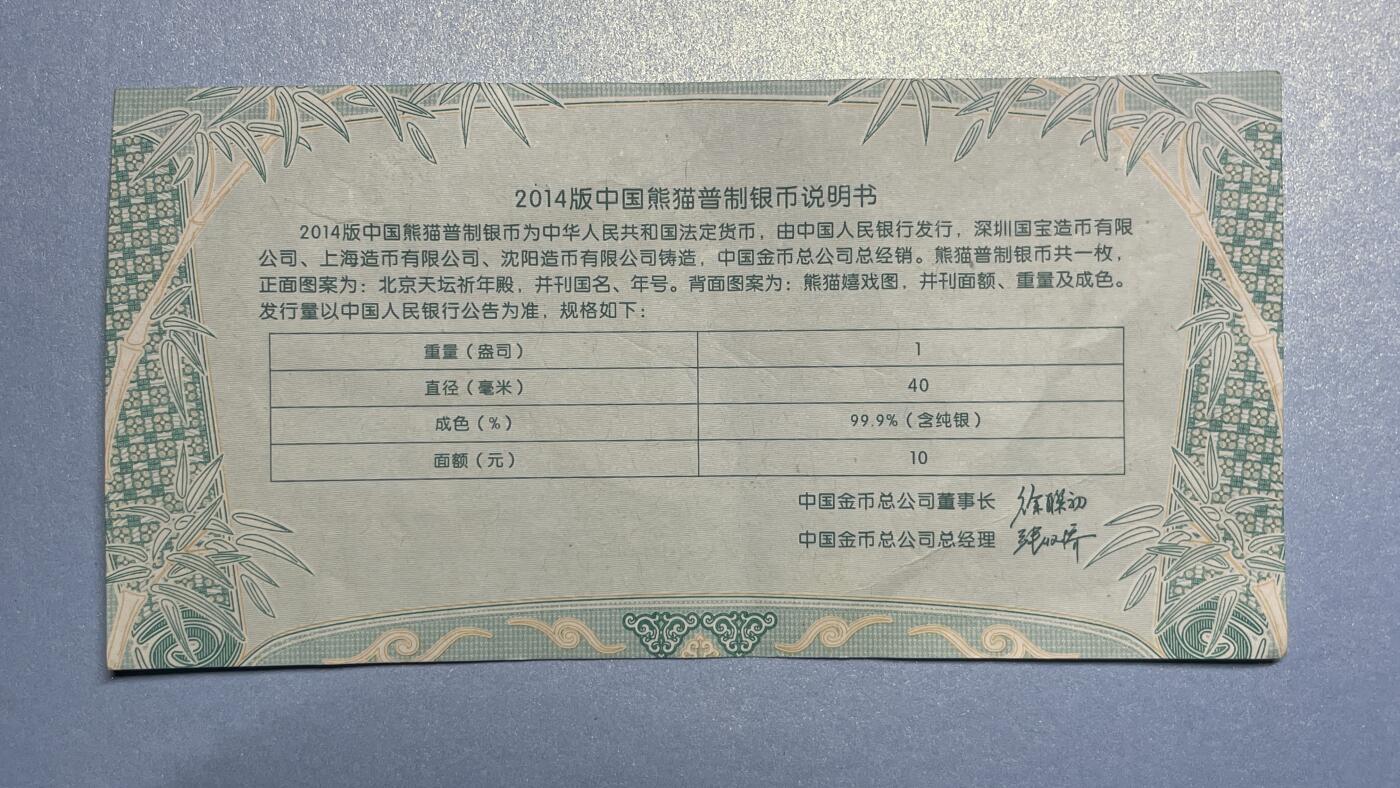 2014版中国熊猫普制银币说明书
2014版中国熊猫普制银币为中华人民共和国法定货币，由中国人民银行发行，深圳国宝造币有限
公司、上海造币有限公司、沈阳造币有限公司铸造，中国金币总公司总经销。熊猫普制银币共一枚，
正面图案为：北京天坛祈年殿，并刊国名、年号。背面图案为：熊猫嬉戏图，并刊面额、重量及成色。
发行量以中国人民银行公告为准，规格如下：
重量（盎司） 1
直径（毫米） 40
成色（%） 99.9%（含纯银）
面额（元） 10
中国金币总公司董事长 徐联初
中国金币总公司总经理